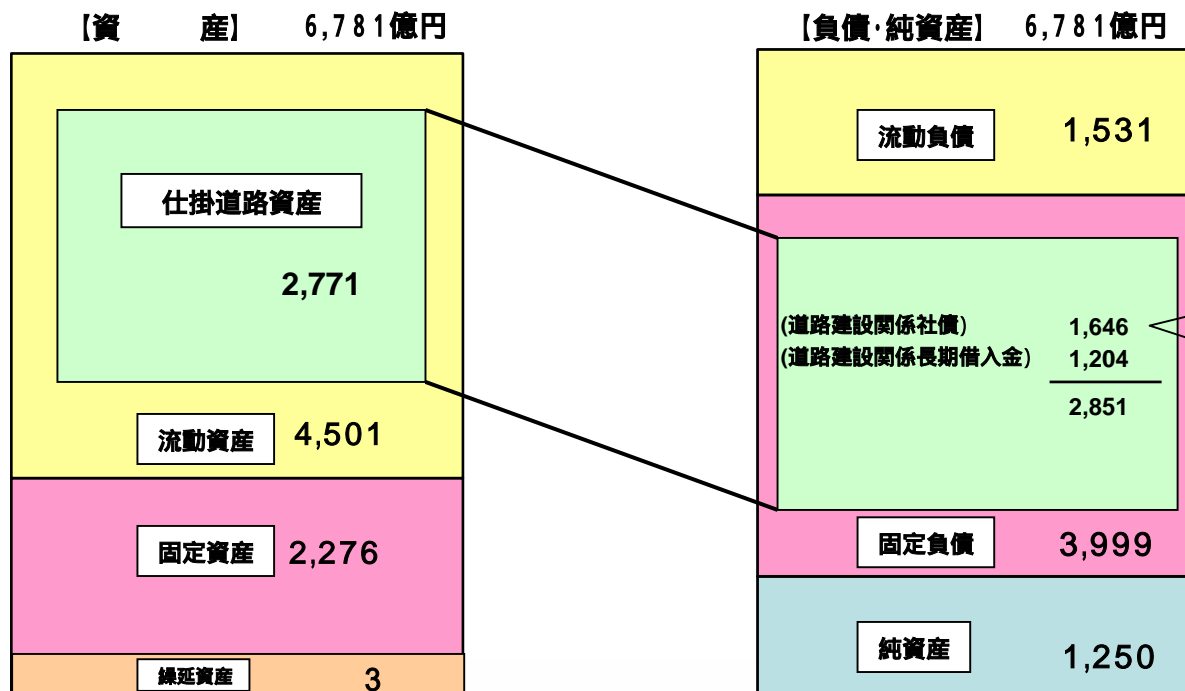 【資　　産】 6,781億円
仕掛道路資産
2,771
流動資産 4,501
固定資産 2,276
繰延資産 3
【負債・純資産】 6,781億円
流動負債 1,531
(道路建設関係社債) 1,646
(道路建設関係長期借入金) 1,204
2,851
固定負債 3,999
純資産 1,250